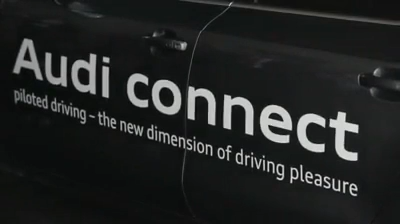 Audi connect
piloted driving – the new dimension of driving pleasure